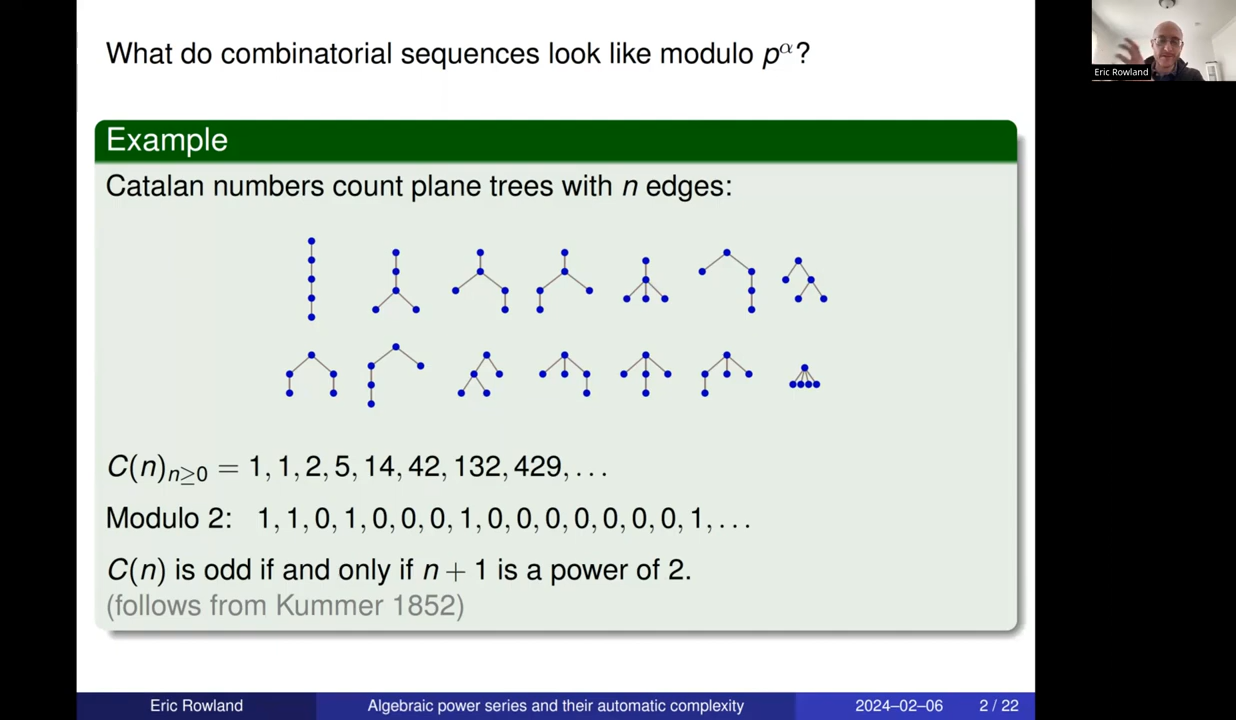 What do combinatorial sequences look like modulo p^α?
Eric Rowland
Example
Catalan numbers count plane trees with n edges:
C(n)_{n≥0} = 1, 1, 2, 5, 14, 42, 132, 429, . . .
Modulo 2: 1, 1, 0, 1, 0, 0, 0, 1, 0, 0, 0, 0, 0, 0, 0, 1, . . .
C(n) is odd if and only if n + 1 is a power of 2.
(follows from Kummer 1852)
Eric Rowland Algebraic power series and their automatic complexity 2024–02–06 2 / 22